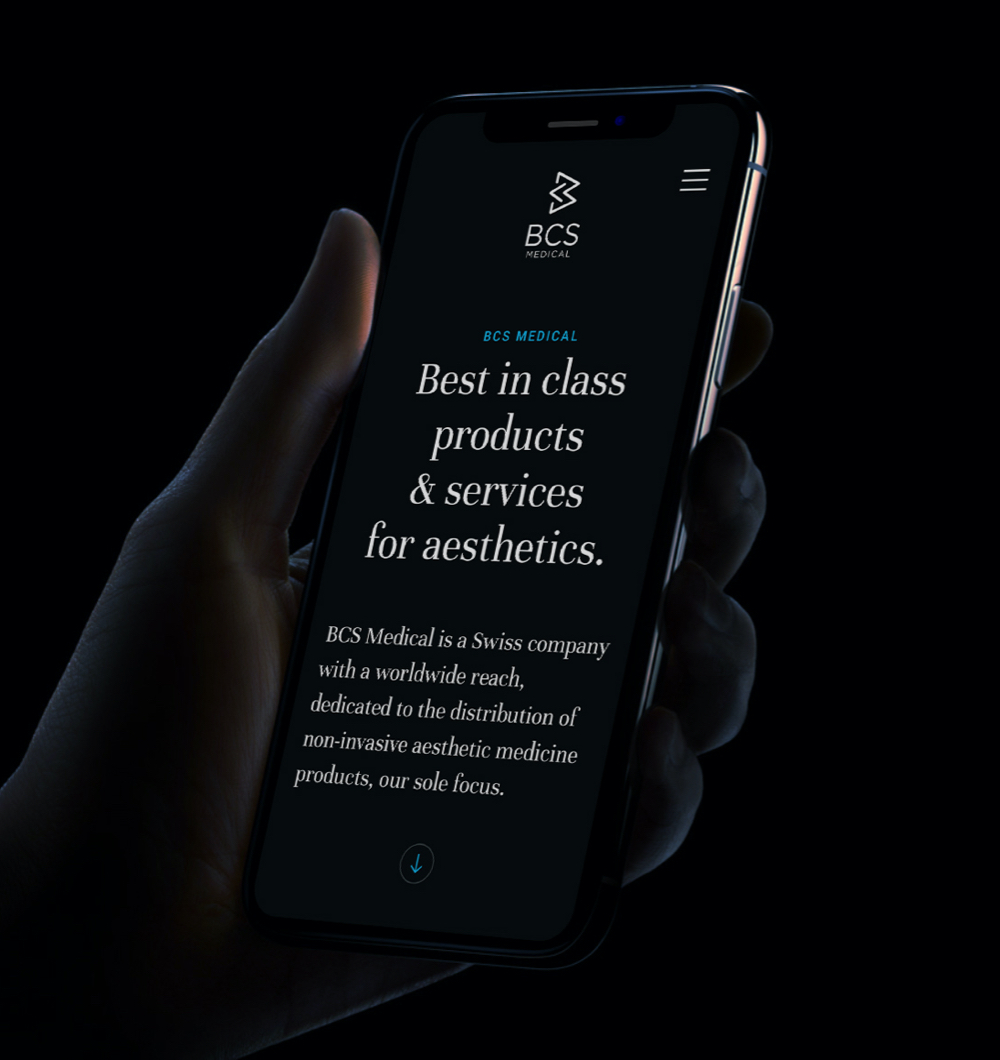 BCS
MEDICAL
BCS MEDICAL
Best in class
products
& services
for aesthetics.
BCS Medical is a Swiss company
with a worldwide reach,
dedicated to the distribution of
non-invasive aesthetic medicine
products, our sole focus.